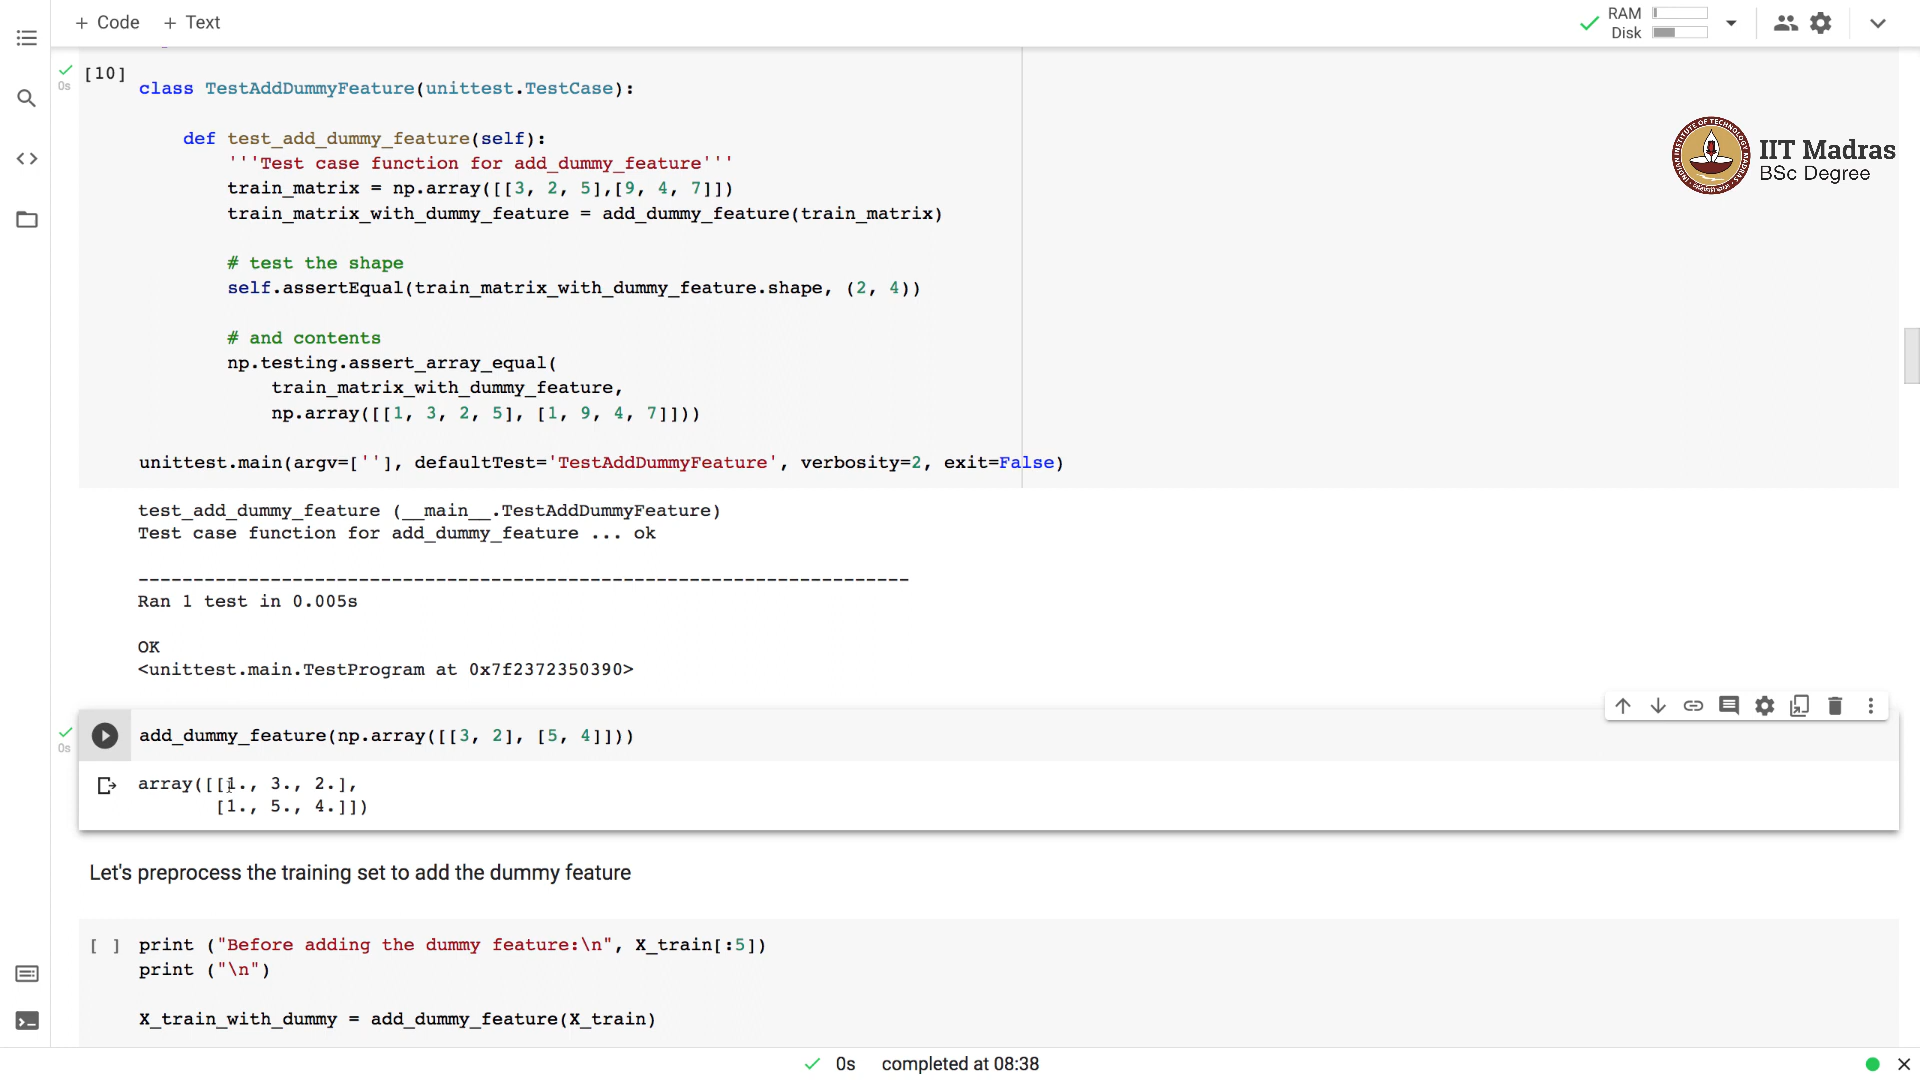 + Code + Text
RAM
Disk
[10]
0s
class TestAddDummyFeature(unittest.TestCase):
def test_add_dummy_feature(self):
'''Test case function for add_dummy_feature'''
train_matrix = np.array([[3, 2, 5],[9, 4, 7]])
train_matrix_with_dummy_feature = add_dummy_feature(train_matrix)
# test the shape
self.assertEqual(train_matrix_with_dummy_feature.shape, (2, 4))
# and contents
np.testing.assert_array_equal(
train_matrix_with_dummy_feature,
np.array([[1, 3, 2, 5], [1, 9, 4, 7]]))
unittest.main(argv=[''], defaultTest='TestAddDummyFeature', verbosity=2, exit=False)
IIT Madras
BSc Degree
test_add_dummy_feature (__main__.TestAddDummyFeature)
Test case function for add_dummy_feature ... ok
----------------------------------------------------------------------
Ran 1 test in 0.005s
OK
<unittest.main.TestProgram at 0x7f2372350390>
0s
add_dummy_feature(np.array([[3, 2], [5, 4]]))
array([[1., 3., 2.],
[1., 5., 4.]])
Let's preprocess the training set to add the dummy feature
[ ] print ("Before adding the dummy feature:\n", X_train[:5])
print ("\n")
X_train_with_dummy = add_dummy_feature(X_train)
0s completed at 08:38